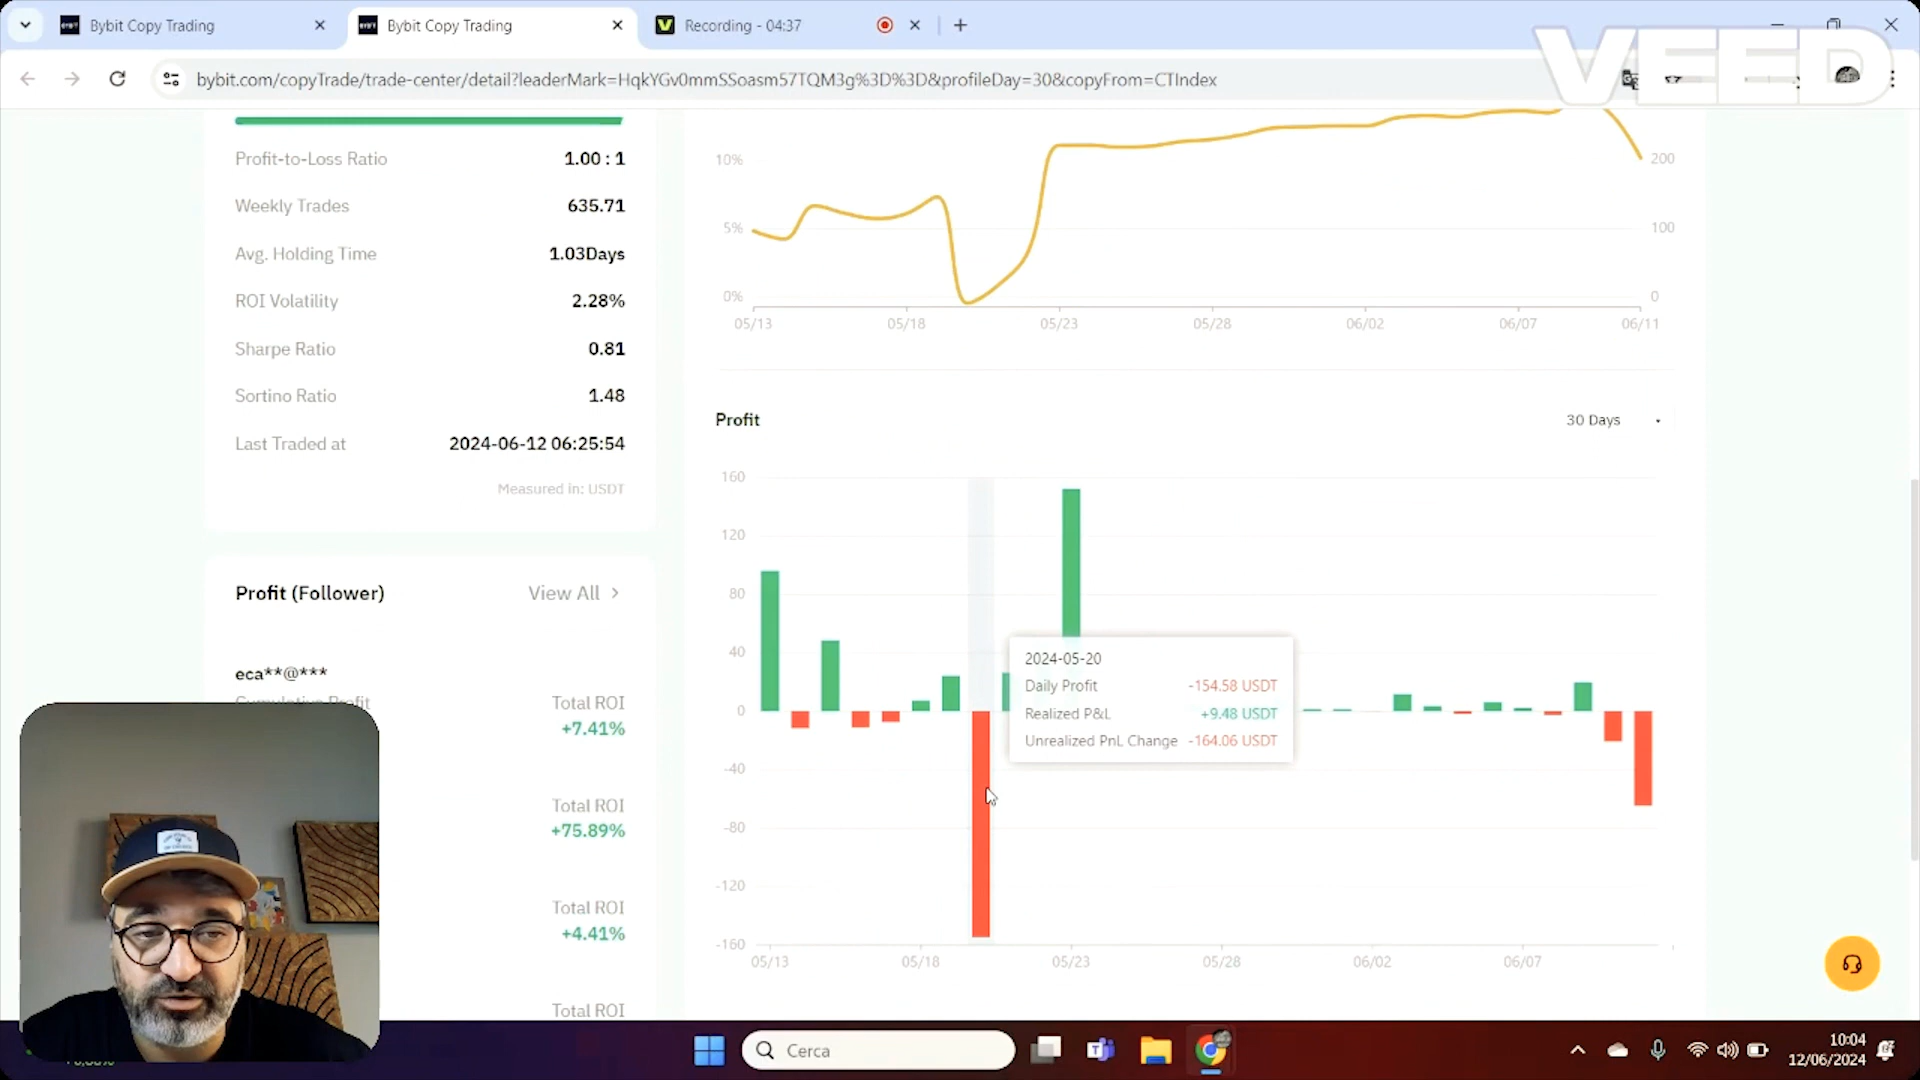 Bybit Copy Trading
Bybit Copy Trading
Recording - 04:37
bybit.com/copyTrade/trade-center/detail?leaderMark=HqkYGv0mmSSoasm57TQM3g%3D%3D&profileDay=30&copyFrom=CTIndex
VEED
Profit-to-Loss Ratio 1.00 : 1
Weekly Trades 635.71
Avg. Holding Time 1.03Days
ROI Volatility 2.28%
Sharpe Ratio 0.81
Sortino Ratio 1.48
Last Traded at 2024-06-12 06:25:54
Measured in: USDT
Profit (Follower) View All
eca**@***
Cumulative Profit Total ROI
+7.41%
Total ROI
+75.89%
Total ROI
+4.41%
Total ROI
10% 200
5% 100
0% 0
05/13 05/18 05/23 05/28 06/02 06/07 06/11
Profit 30 Days
160
120
80
40
0
-40
-80
-120
-160
2024-05-20
Daily Profit -154.58 USDT
Realized P&L +9.48 USDT
Unrealized PnL Change -164.06 USDT
05/13 05/18 05/23 05/28 06/02 06/07
Cerca
10:04
12/06/2024